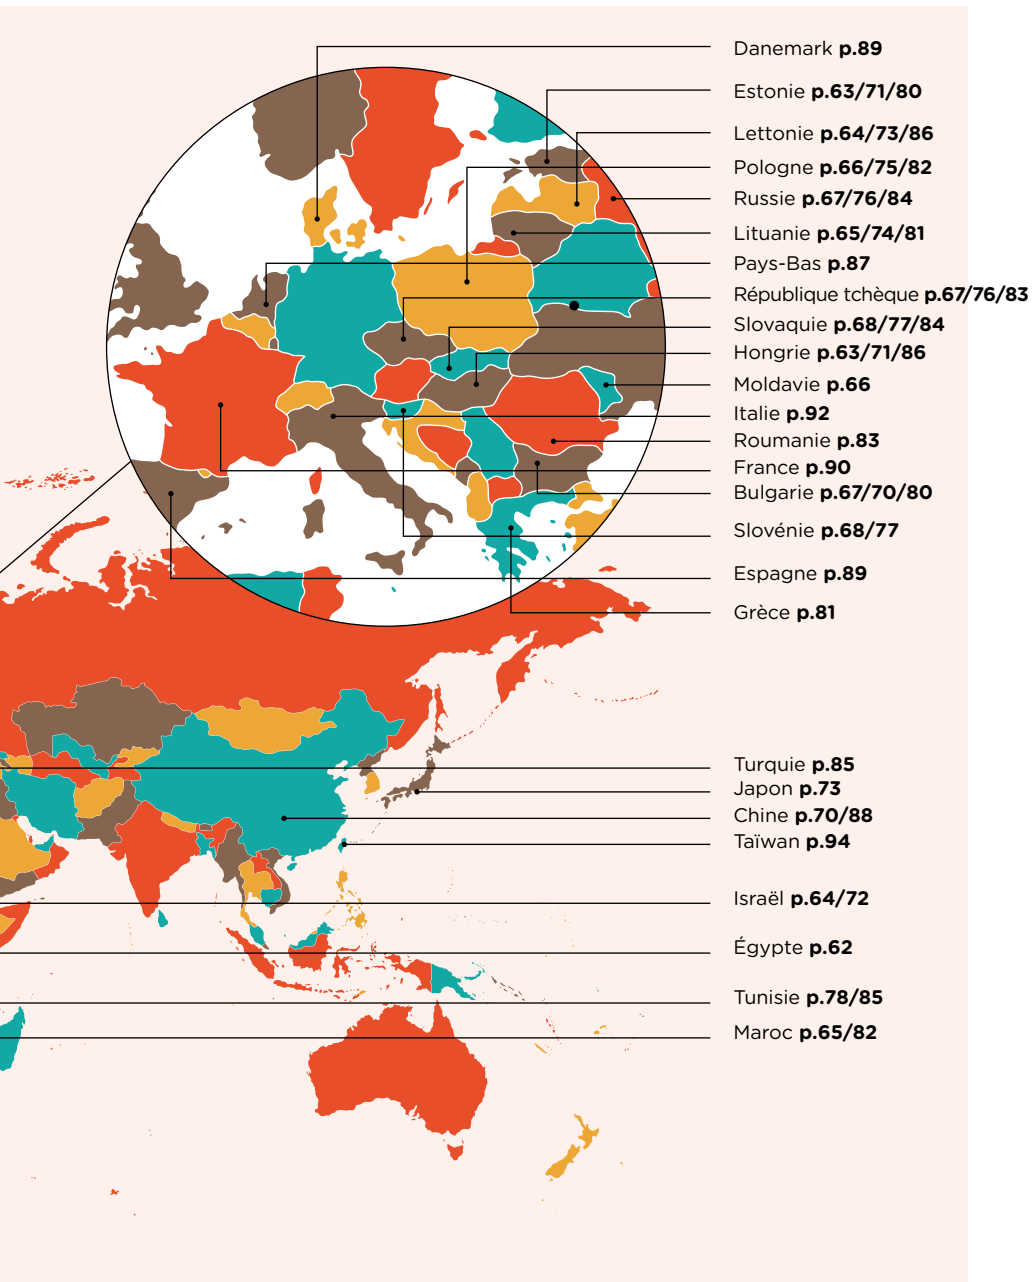 Danemark p.89
Estonie p.63/71/80
Lettonie p.64/73/86
Pologne p.66/75/82
Russie p.67/76/84
Lituanie p.65/74/81
Pays-Bas p.87
République tchèque p.67/76/83
Slovaquie p.68/77/84
Hongrie p.63/71/86
Moldavie p.66
Italie p.92
Roumanie p.83
France p.90
Bulgarie p.67/70/80
Slovénie p.68/77
Espagne p.89
Grèce p.81
Turquie p.85
Japon p.73
Chine p.70/88
Taïwan p.94
Israël p.64/72
Égypte p.62
Tunisie p.78/85
Maroc p.65/82